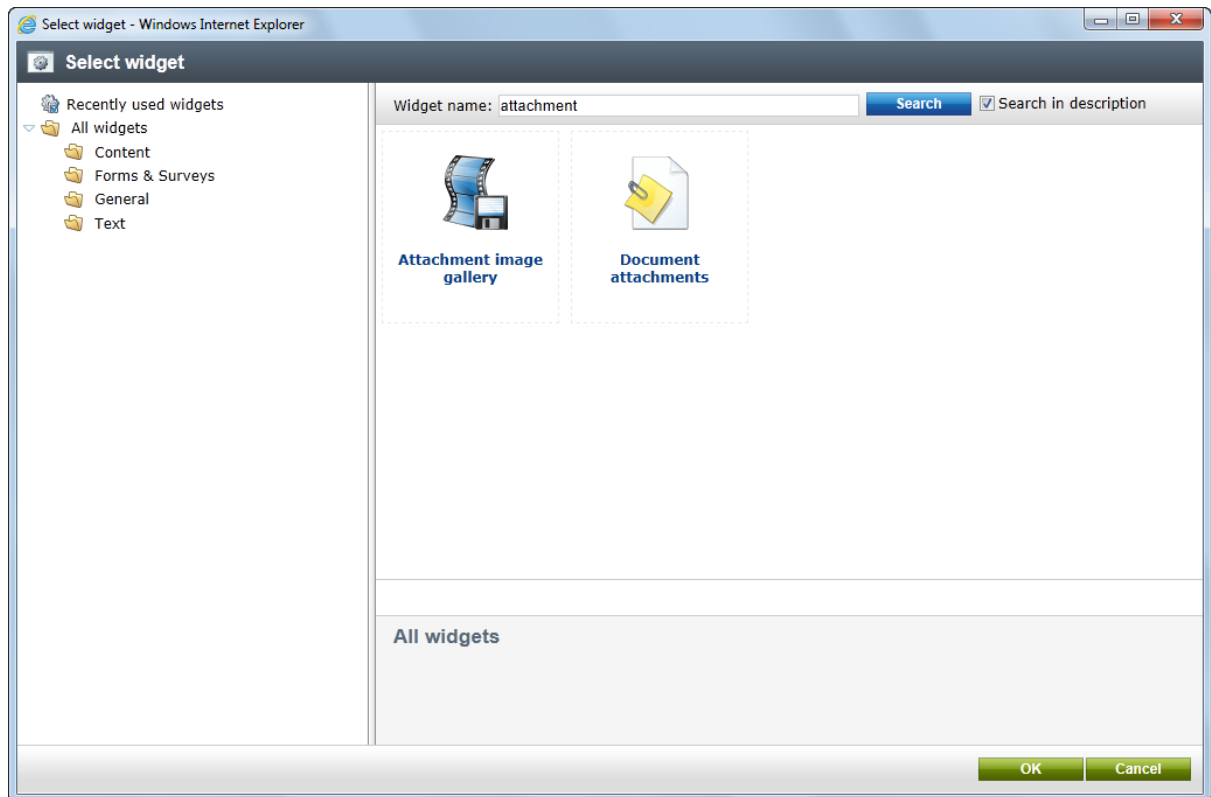 Select widget - Windows Internet Explorer
Select widget
Recently used widgets
All widgets
Content
Forms & Surveys
General
Text
Widget name: attachment Search Search in description
Attachment image
gallery
Document
attachments
All widgets
OK Cancel